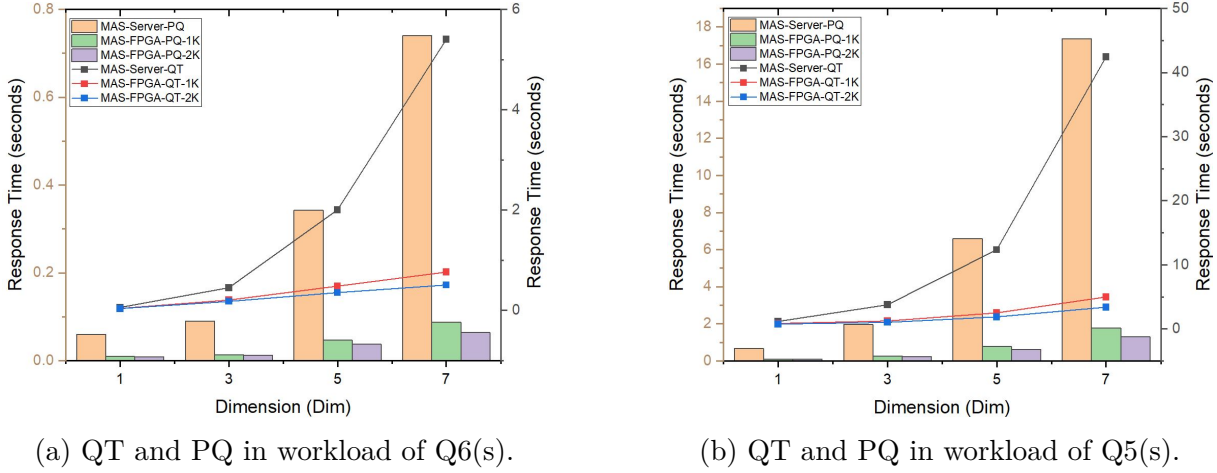 MAS-Server-PQ
MAS-FPGA-PQ-1K
MAS-FPGA-PQ-2K
MAS-Server-QT
MAS-FPGA-QT-1K
MAS-FPGA-QT-2K
Response Time (seconds)
0.8
0.6
0.4
0.2
0.0
6
4
2
0
Response Time (seconds)
1 3 5 7
Dimension (Dim)
(a) QT and PQ in workload of Q6(s).
MAS-Server-PQ
MAS-FPGA-PQ-1K
MAS-FPGA-PQ-2K
MAS-Server-QT
MAS-FPGA-QT-1K
MAS-FPGA-QT-2K
Response Time (seconds)
18
16
14
12
10
8
6
4
2
0
50
40
30
20
10
0
Response Time (seconds)
1 3 5 7
Dimension (Dim)
(b) QT and PQ in workload of Q5(s).